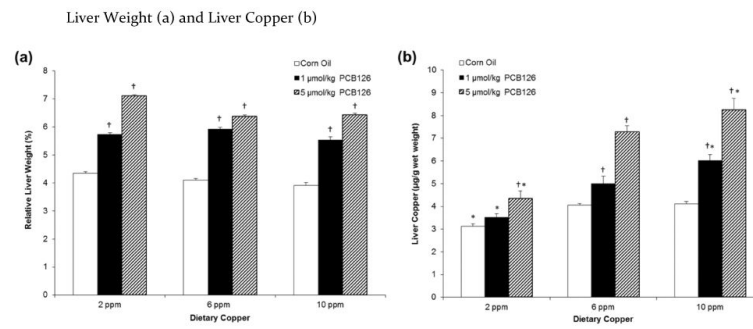 Liver Weight (a) and Liver Copper (b)
(a)
Corn Oil
1 µmol/kg PCB126
5 µmol/kg PCB126
8
7
6
5
4
3
2
1
0
Relative Liver Weight (%)
†
†
†
†
†
†
2 ppm 6 ppm 10 ppm
Dietary Copper
(b)
Corn Oil
1 µmol/kg PCB126
5 µmol/kg PCB126
10
9
8
7
6
5
4
3
2
1
0
Liver Copper (µg/g wet weight)
*
*
†*
†
†
†*
†*
2 ppm 6 ppm 10 ppm
Dietary Copper